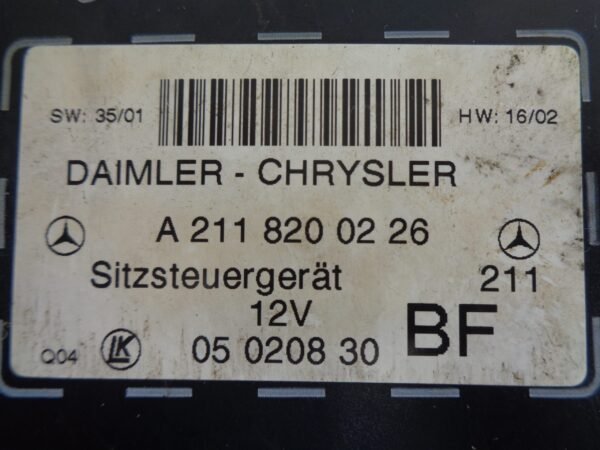 SW: 35/01 HW: 16/02
DAIMLER - CHRYSLER
A 211 820 02 26
Sitzsteuergerät 211
12V
Q04 LK 05 0208 30 BF